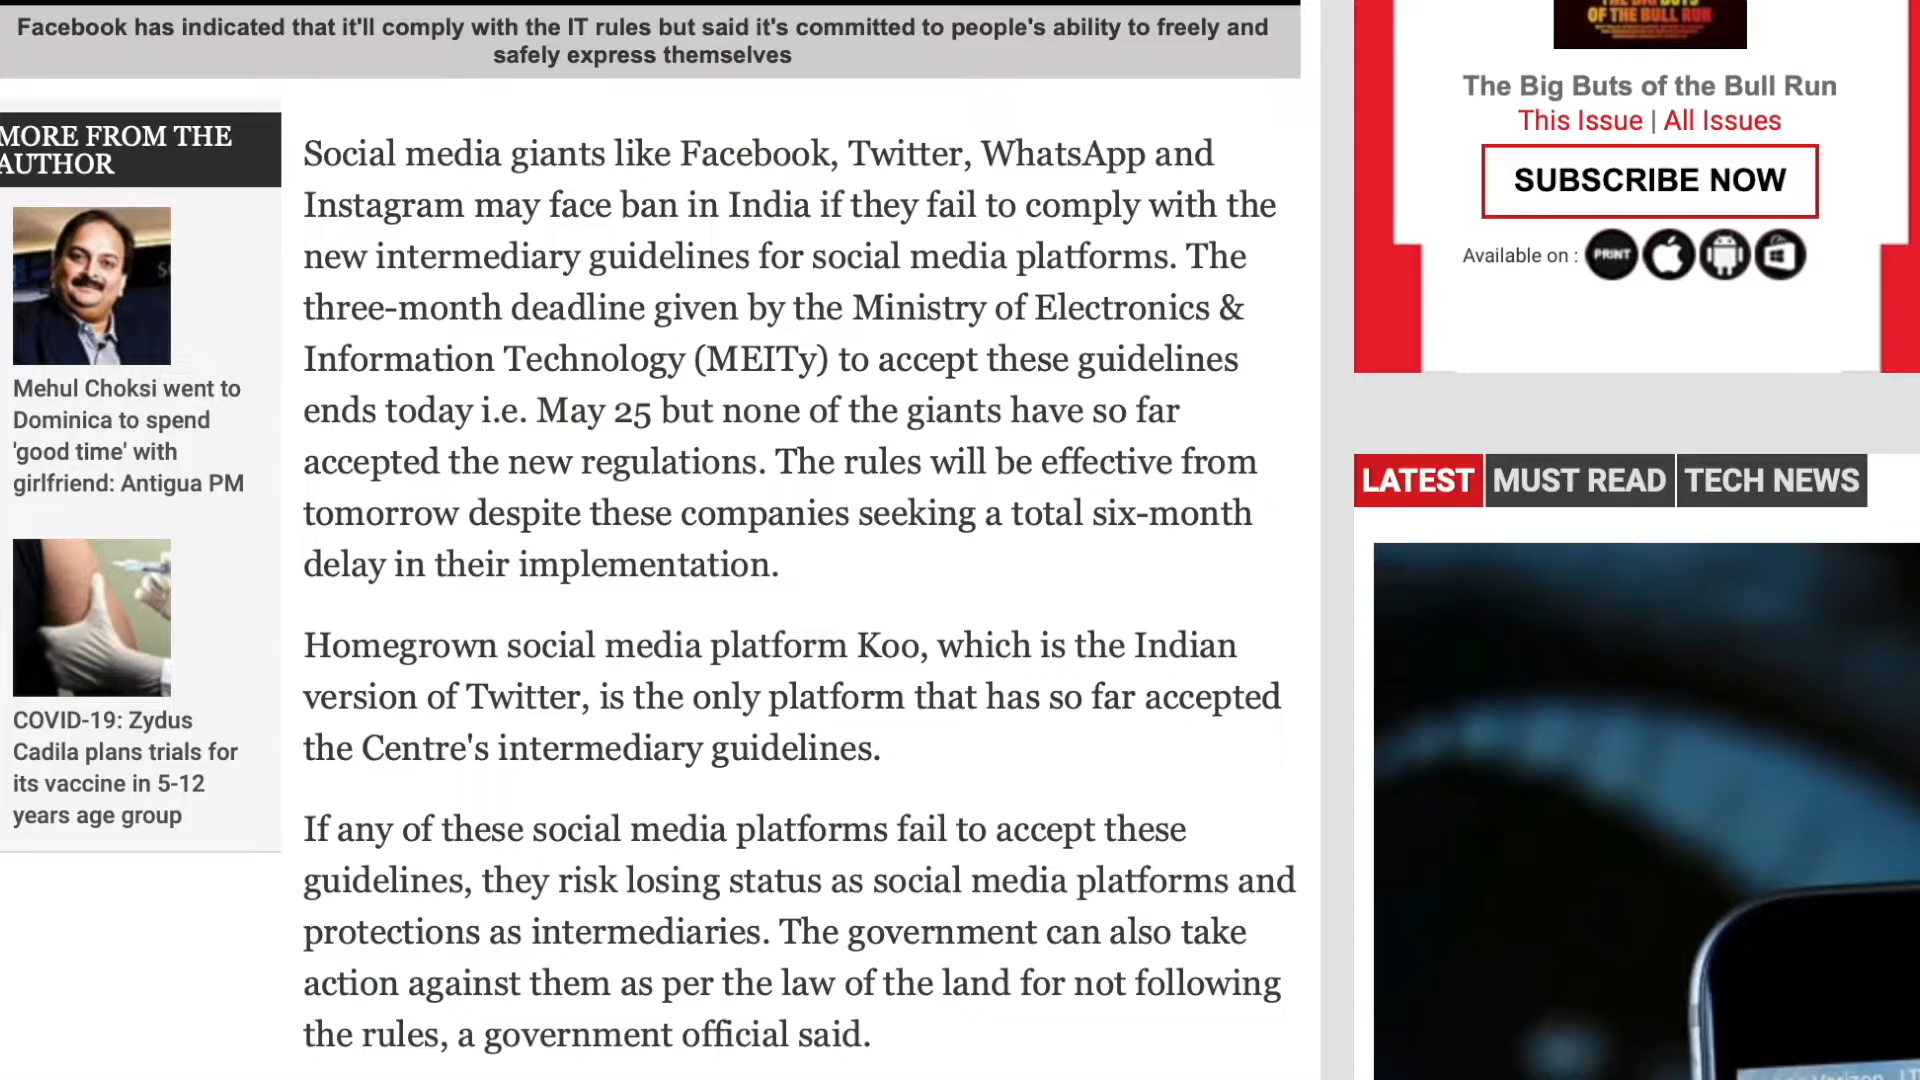 Facebook has indicated that it'll comply with the IT rules but said it's committed to people's ability to freely and
safely express themselves
MORE FROM THE
AUTHOR
Mehul Choksi went to
Dominica to spend
'good time' with
girlfriend: Antigua PM
COVID-19: Zydus
Cadila plans trials for
its vaccine in 5-12
years age group
Social media giants like Facebook, Twitter, WhatsApp and
Instagram may face ban in India if they fail to comply with the
new intermediary guidelines for social media platforms. The
three-month deadline given by the Ministry of Electronics &
Information Technology (MEITy) to accept these guidelines
ends today i.e. May 25 but none of the giants have so far
accepted the new regulations. The rules will be effective from
tomorrow despite these companies seeking a total six-month
delay in their implementation.
Homegrown social media platform Koo, which is the Indian
version of Twitter, is the only platform that has so far accepted
the Centre's intermediary guidelines.
If any of these social media platforms fail to accept these
guidelines, they risk losing status as social media platforms and
protections as intermediaries. The government can also take
action against them as per the law of the land for not following
the rules, a government official said.
THE BIG BUTS
OF THE BULL RUN
The Big Buts of the Bull Run
This Issue | All Issues
SUBSCRIBE NOW
Available on :
PRINT
LATEST MUST READ TECH NEWS
Verizon